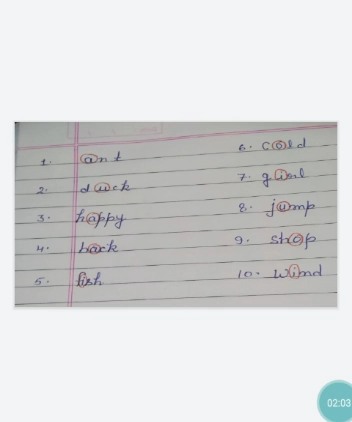 1. ant
2. duck
3. happy
4. back
5. fish
6. cold
7. girl
8. jump
9. shop
10. wind
02:03